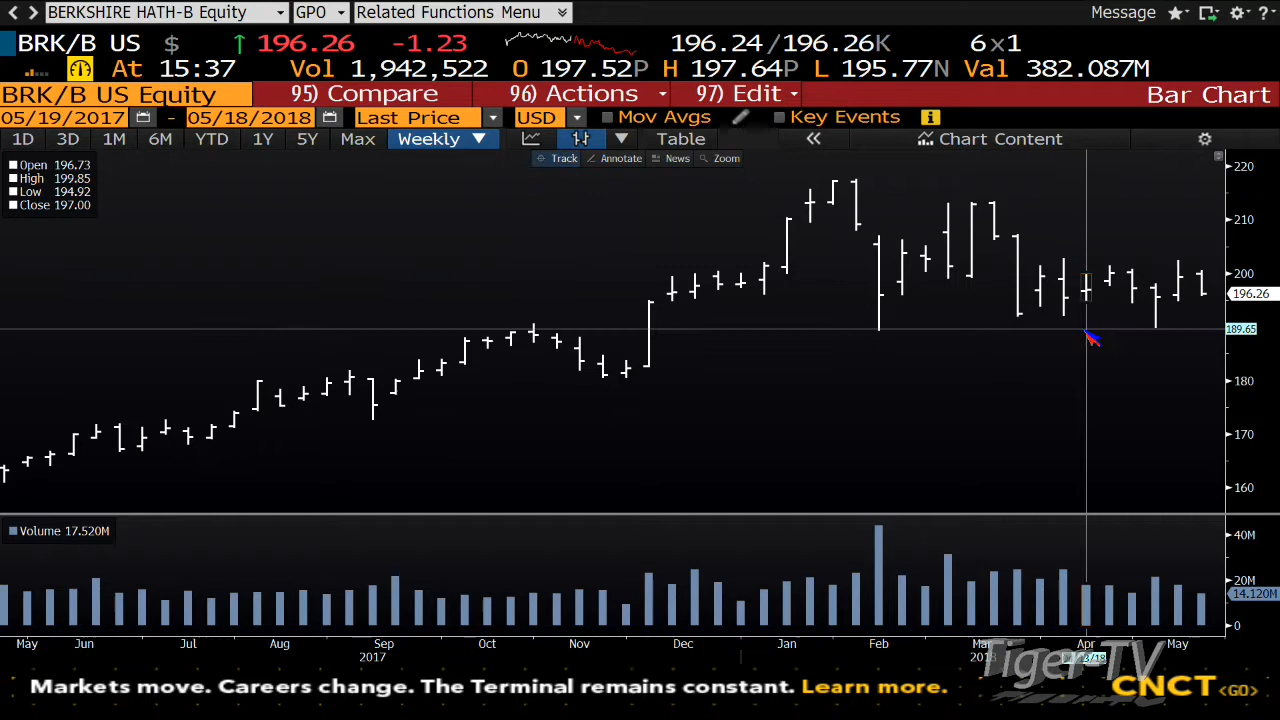 BERKSHIRE HATH-B Equity GPO Related Functions Menu Message ?
BRK/B US $ 196.26 -1.23 196.24/196.26K 6x1
At 15:37 Vol 1,942,522 O 197.52P H 197.64P L 195.77N Val 382.087M
BRK/B US Equity 95) Compare 96) Actions 97) Edit Bar Chart
05/19/2017 - 05/18/2018 Last Price USD Mov Avgs Key Events
1D 3D 1M 6M YTD 1Y 5Y Max Weekly Table Chart Content
Track Annotate News Zoom
Open 196.73
High 199.85
Low 194.92
Close 197.00
220
210
200
196.26
189.65
180
170
160
Volume 17.520M
40M
20M
14.120M
0
May Jun Jul Aug Sep Oct Nov Dec Jan Feb Mar Apr May
2017 2018
Tiger-TV
Markets move. Careers change. The Terminal remains constant. Learn more. CNCT <GO>